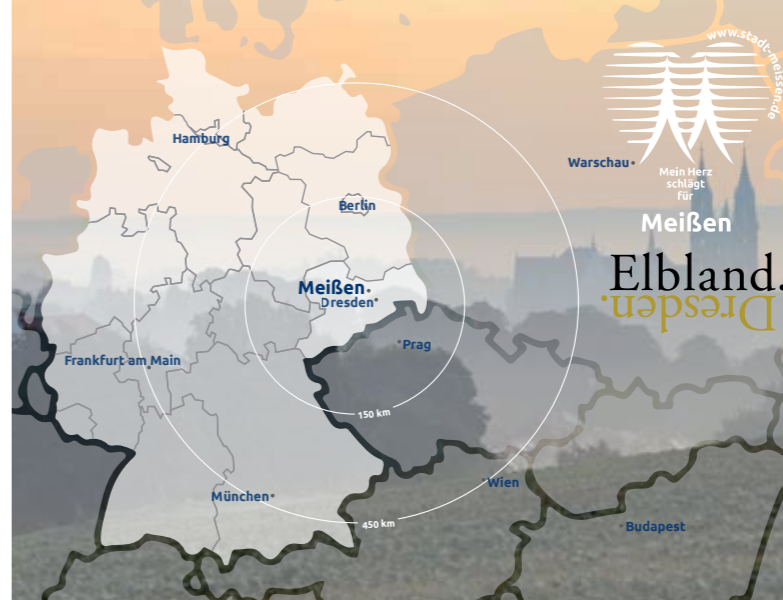 www.stadt-meissen.de
Mein Herz
schlägt
für
Meißen
Elbland.
Dresden.
Hamburg
Warschau
Berlin
Meißen
Dresden
Prag
Frankfurt am Main
150 km
München
Wien
450 km
Budapest